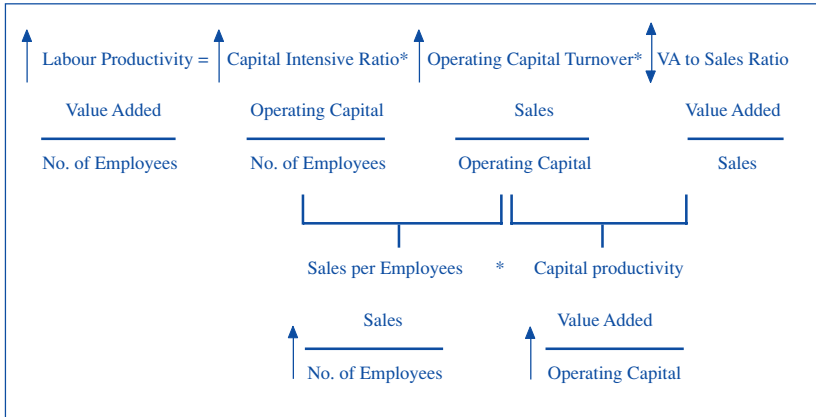 Labour Productivity = Capital Intensive Ratio* Operating Capital Turnover* VA to Sales Ratio
Value Added Operating Capital Sales Value Added
No. of Employees No. of Employees Operating Capital Sales
Sales per Employees * Capital productivity
Sales Value Added
No. of Employees Operating Capital